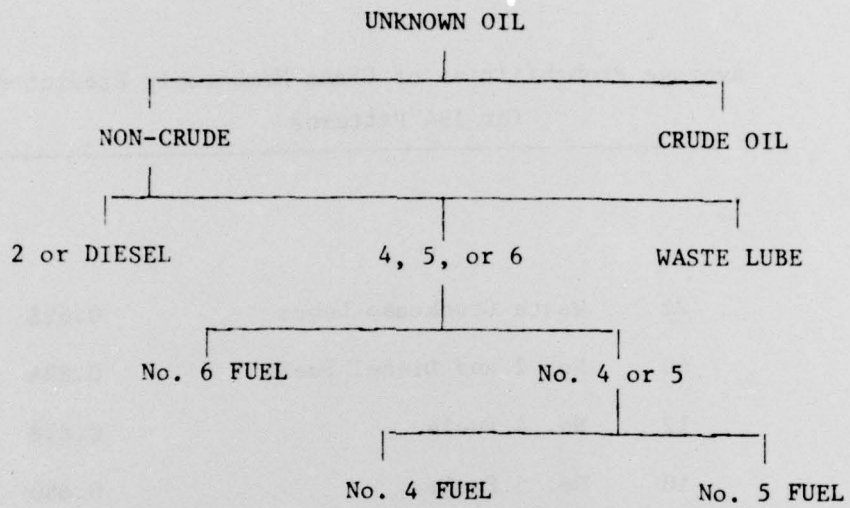 UNKNOWN OIL
NON-CRUDE CRUDE OIL
2 or DIESEL 4, 5, or 6 WASTE LUBE
No. 6 FUEL No. 4 or 5
No. 4 FUEL No. 5 FUEL